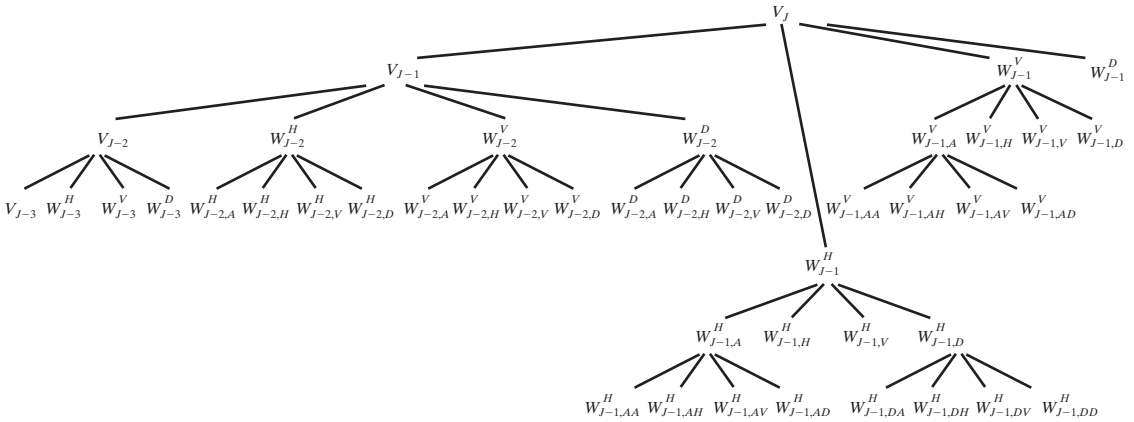 V_J
V_{J−1} W^V_{J−1} W^D_{J−1}
V_{J−2} W^H_{J−2} W^V_{J−2} W^D_{J−2} W^V_{J−1,A} W^V_{J−1,H} W^V_{J−1,V} W^V_{J−1,D}
V_{J−3} W^H_{J−3} W^V_{J−3} W^D_{J−3} W^H_{J−2,A} W^H_{J−2,H} W^H_{J−2,V} W^H_{J−2,D} W^V_{J−2,A} W^V_{J−2,H} W^V_{J−2,V} W^V_{J−2,D} W^D_{J−2,A} W^D_{J−2,H} W^D_{J−2,V} W^D_{J−2,D} W^V_{J−1,AA} W^V_{J−1,AH} W^V_{J−1,AV} W^V_{J−1,AD}
W^H_{J−1}
W^H_{J−1,A} W^H_{J−1,H} W^H_{J−1,V} W^H_{J−1,D}
W^H_{J−1,AA} W^H_{J−1,AH} W^H_{J−1,AV} W^H_{J−1,AD} W^H_{J−1,DA} W^H_{J−1,DH} W^H_{J−1,DV} W^H_{J−1,DD}